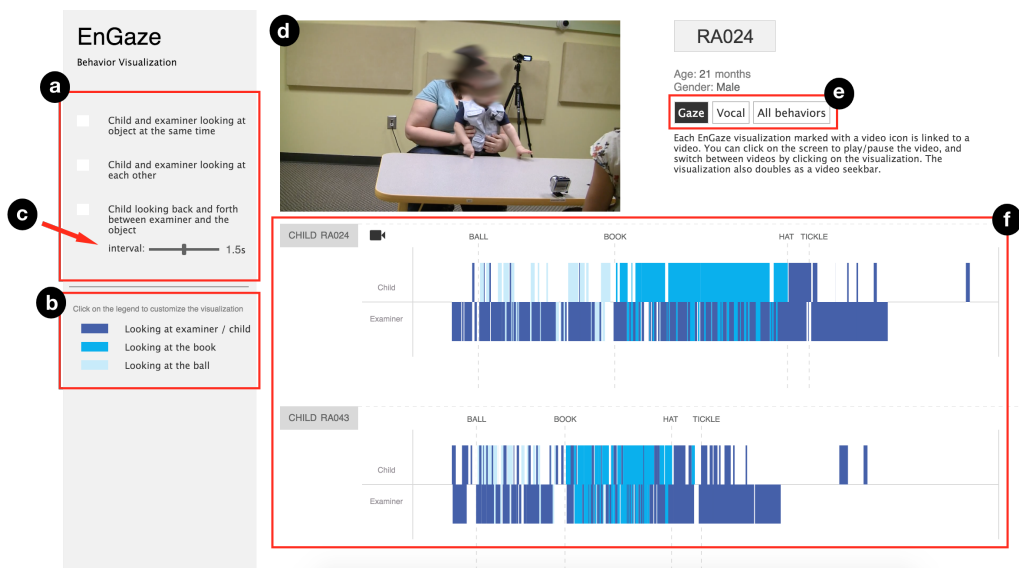 EnGaze
Behavior Visualization
a
Child and examiner looking at
object at the same time
Child and examiner looking at
each other
Child looking back and forth
between examiner and the
object
c
interval:
1.5s
b
Click on the legend to customize the visualization
Looking at examiner / child
Looking at the book
Looking at the ball
d
RA024
Age: 21 months
Gender: Male
e
Gaze Vocal All behaviors
Each EnGaze visualization marked with a video icon is linked to a
video. You can click on the screen to play/pause the video, and
switch between videos by clicking on the visualization. The
visualization also doubles as a video seekbar.
f
CHILD RA024
BALL BOOK HAT TICKLE
Child
Examiner
CHILD RA043
BALL BOOK HAT TICKLE
Child
Examiner